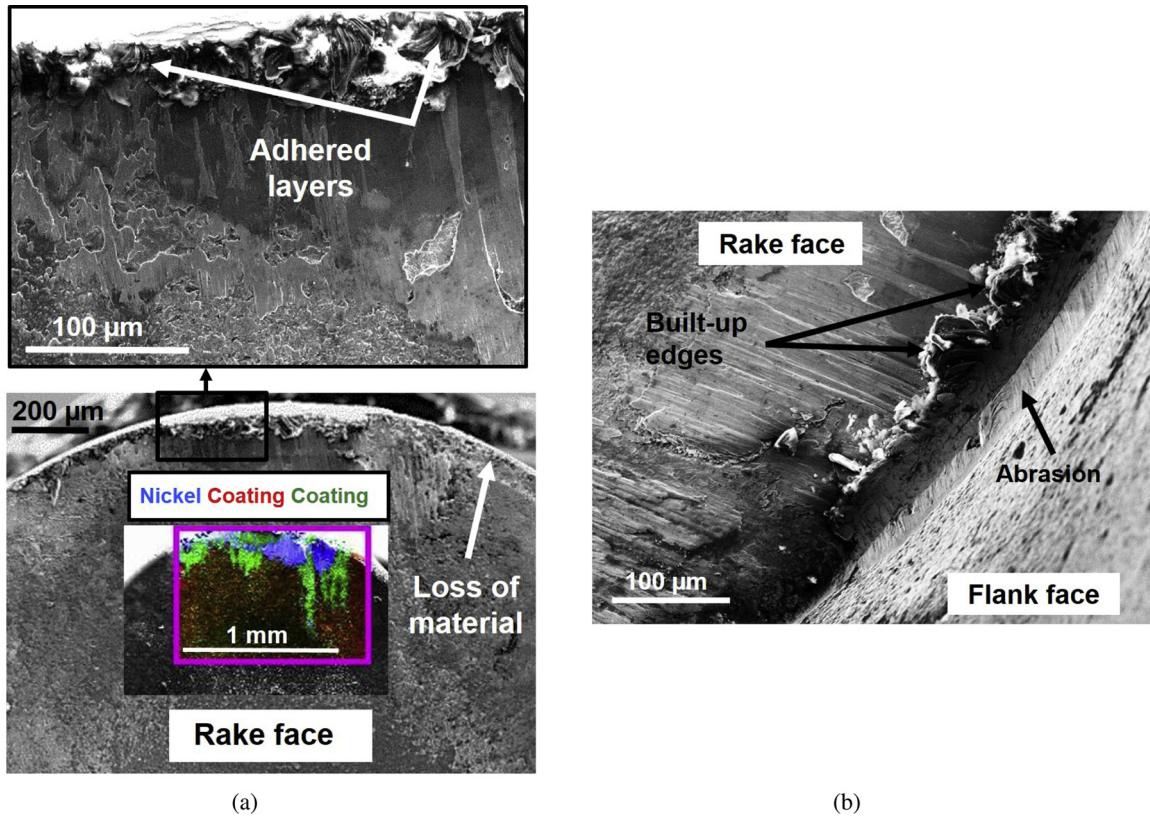 Adhered
layers
100 µm
200 µm
Nickel Coating Coating
1 mm
Loss of
material
Rake face
(a)
Rake face
Built-up
edges
Abrasion
100 µm
Flank face
(b)